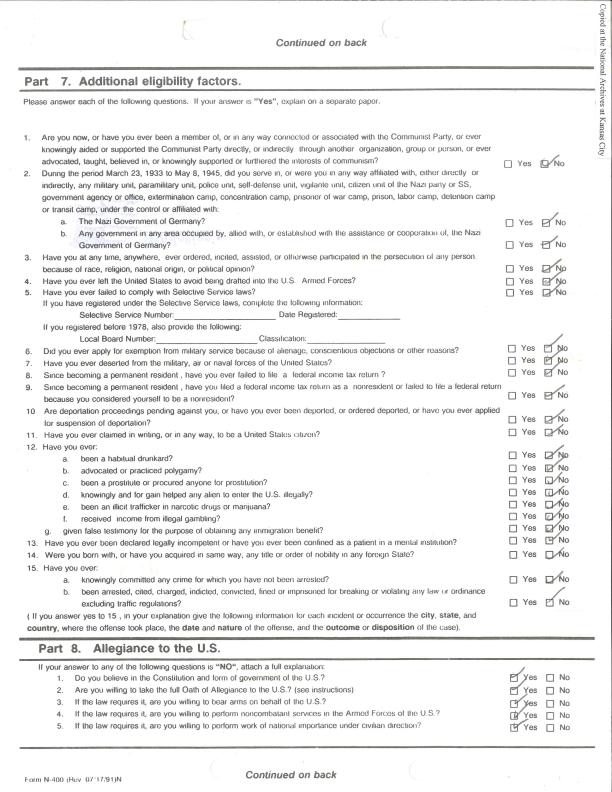 Continued on back
Copied at the National Archives at Kansas City
Part 7. Additional eligibility factors.
Please answer each of the following questions. If your answer is "Yes", explain on a separate paper.
1. Are you now, or have you ever been a member of, or in any way connected or associated with the Communist Party, or ever
knowingly aided or supported the Communist Party directly, or indirectly through another organization, group or person, or ever
advocated, taught, believed in, or knowingly supported or furthered the interests of communism? Yes No
2. During the period March 23, 1933 to May 8, 1945, did you serve in, or were you in any way affiliated with, either directly or
indirectly, any military unit, paramilitary unit, police unit, self-defense unit, vigilante unit, citizen unit of the Nazi party or SS,
government agency or office, extermination camp, concentration camp, prisoner of war camp, prison, labor camp, detention camp
or transit camp, under the control or affiliated with:
a. The Nazi Government of Germany? Yes No
b. Any government in any area occupied by, allied with, or established with the assistance or cooperation of, the Nazi
Government of Germany? Yes No
3. Have you at any time, anywhere, ever ordered, incited, assisted, or otherwise participated in the persecution of any person
because of race, religion, national origin, or political opinion? Yes No
4. Have you ever left the United States to avoid being drafted into the U.S. Armed Forces? Yes No
5. Have you ever failed to comply with Selective Service laws? Yes No
If you have registered under the Selective Service laws, complete the following information:
Selective Service Number: Date Registered:
If you registered before 1978, also provide the following:
Local Board Number: Classification:
6. Did you ever apply for exemption from military service because of alienage, conscientious objections or other reasons? Yes No
7. Have you ever deserted from the military, air or naval forces of the United States? Yes No
8. Since becoming a permanent resident , have you ever failed to file a federal income tax return ? Yes No
9. Since becoming a permanent resident , have you filed a federal income tax return as a nonresident or failed to file a federal return
because you considered yourself to be a nonresident? Yes No
10 Are deportation proceedings pending against you, or have you ever been deported, or ordered deported, or have you ever applied
for suspension of deportation? Yes No
11. Have you ever claimed in writing, or in any way, to be a United States citizen? Yes No
12. Have you ever:
a. been a habitual drunkard? Yes No
b. advocated or practiced polygamy? Yes No
c. been a prostitute or procured anyone for prostitution? Yes No
d. knowingly and for gain helped any alien to enter the U.S. illegally? Yes No
e. been an illicit trafficker in narcotic drugs or marijuana? Yes No
f. received income from illegal gambling? Yes No
g. given false testimony for the purpose of obtaining any immigration benefit? Yes No
13. Have you ever been declared legally incompetent or have you ever been confined as a patient in a mental institution? Yes No
14. Were you born with, or have you acquired in same way, any title or order of nobility in any foreign State? Yes No
15. Have you ever:
a. knowingly committed any crime for which you have not been arrested? Yes No
b. been arrested, cited, charged, indicted, convicted, fined or imprisoned for breaking or violating any law or ordinance
excluding traffic regulations? Yes No
( If you answer yes to 15 , in your explanation give the following information for each incident or occurrence the city, state, and
country, where the offense took place, the date and nature of the offense, and the outcome or disposition of the case).
Part 8. Allegiance to the U.S.
If your answer to any of the following questions is "NO", attach a full explanation:
1. Do you believe in the Constitution and form of government of the U.S.? Yes No
2. Are you willing to take the full Oath of Allegiance to the U.S.? (see instructions) Yes No
3. If the law requires it, are you willing to bear arms on behalf of the U.S.? Yes No
4. If the law requires it, are you willing to perform noncombatant services in the Armed Forces of the U.S.? Yes No
5. If the law requires it, are you willing to perform work of national importance under civilian direction? Yes No
Form N-400 (Rev. 07/17/91)N
Continued on back